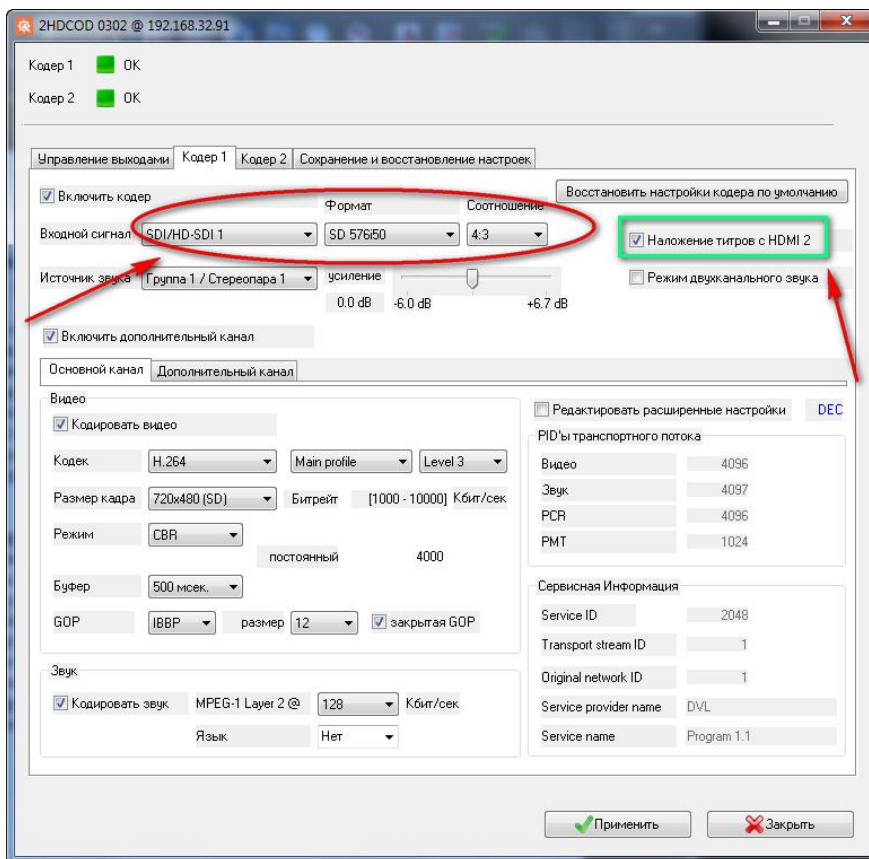 2HDCOD 0302 @ 192.168.32.91
Кодер 1 OK
Кодер 2 OK
Управление выходами Кодер 1 Кодер 2 Сохранение и восстановление настроек
Включить кодер Восстановить настройки кодера по умолчанию
Формат Соотношение
Входной сигнал SDI/HD-SDI 1 SD 576i50 4:3 Наложение титров с HDMI 2
Источник звука Группа 1 / Стереопара 1 усиление Режим двухканального звука
0.0 dB -6.0 dB +6.7 dB
Включить дополнительный канал
Основной канал Дополнительный канал
Видео Редактировать расширенные настройки DEC
Кодировать видео PID'ы транспортного потока
Кодек H.264 Main profile Level 3 Видео 4096
Размер кадра 720x480 (SD) Битрейт [1000 - 10000] Кбит/сек Звук 4097
Режим CBR PCR 4096
постоянный 4000 PMT 1024
Буфер 500 мсек. Сервисная Информация
GOP IBBP размер 12 закрытая GOP Service ID 2048
Transport stream ID 1
Звук Original network ID 1
Кодировать звук MPEG-1 Layer 2 @ 128 Кбит/сек Service provider name DVL
Язык Нет Service name Program 1.1
Применить Закрыть